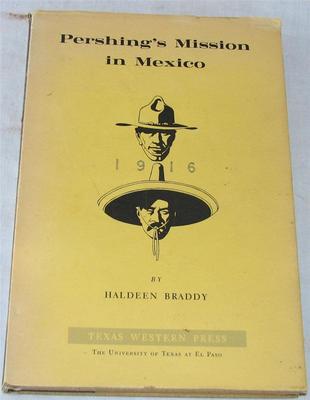 Pershing's Mission
in Mexico
1916
BY
HALDEEN BRADDY
TEXAS WESTERN PRESS
THE UNIVERSITY OF TEXAS AT EL PASO